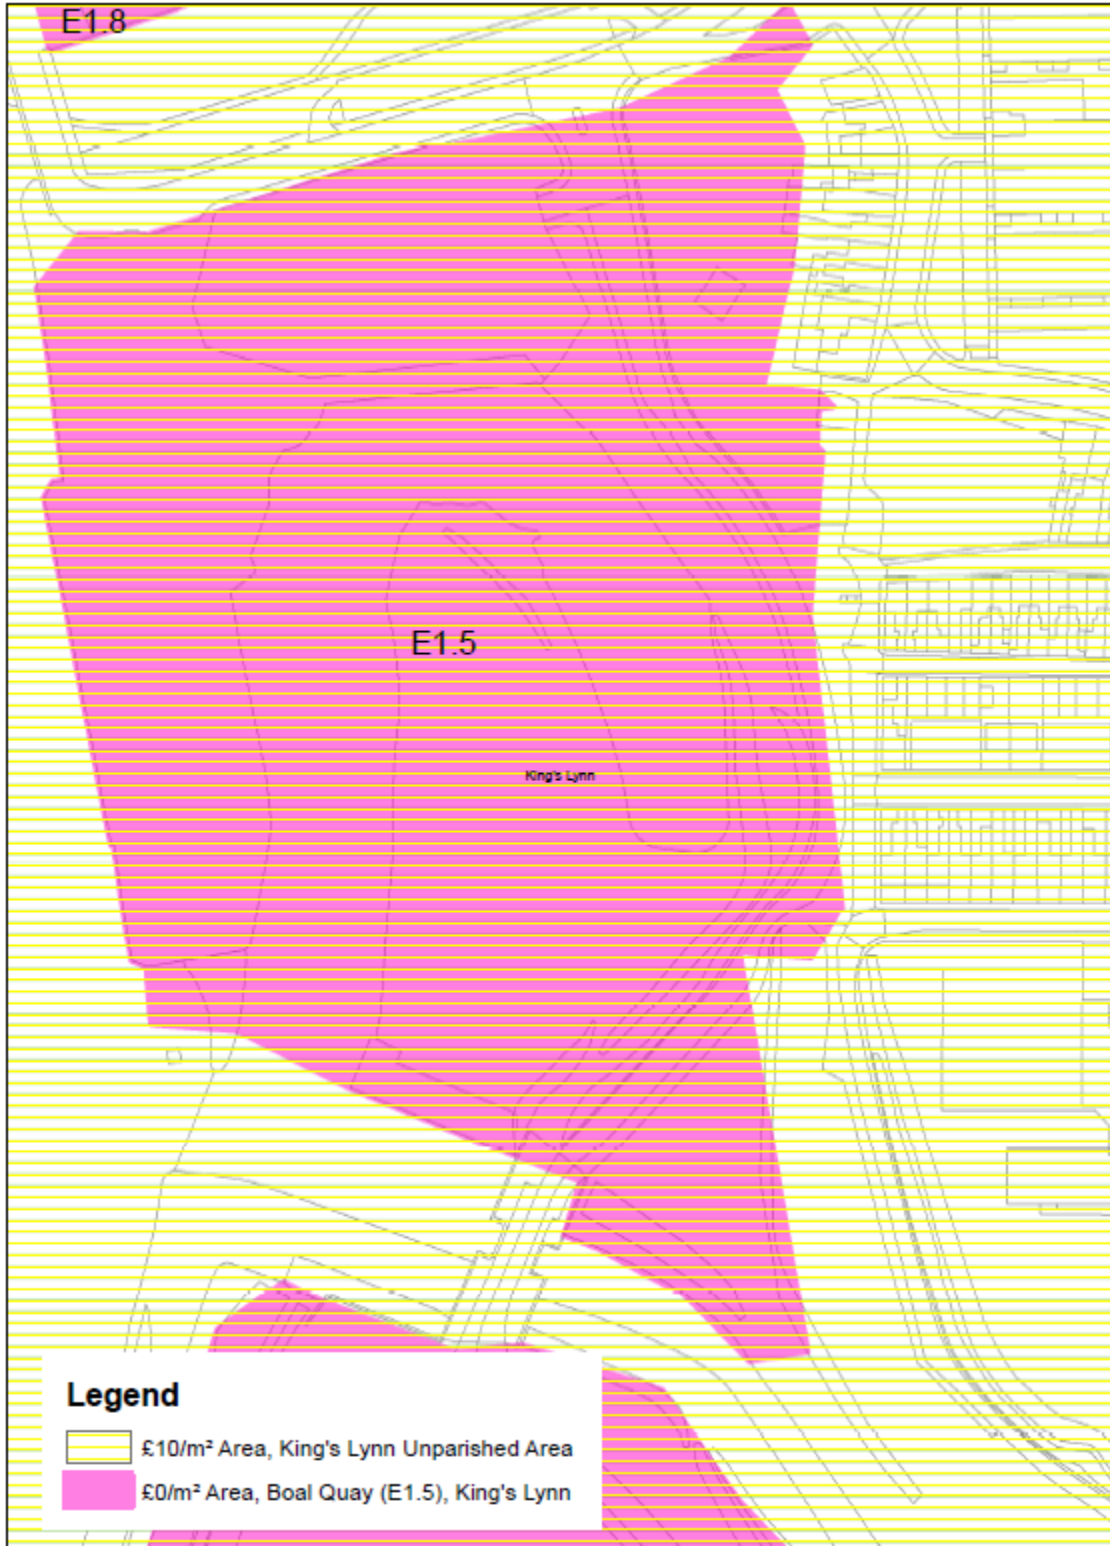 E1.8
E1.5
King's Lynn
Legend
£10/m² Area, King's Lynn Unparished Area
£0/m² Area, Boal Quay (E1.5), King's Lynn